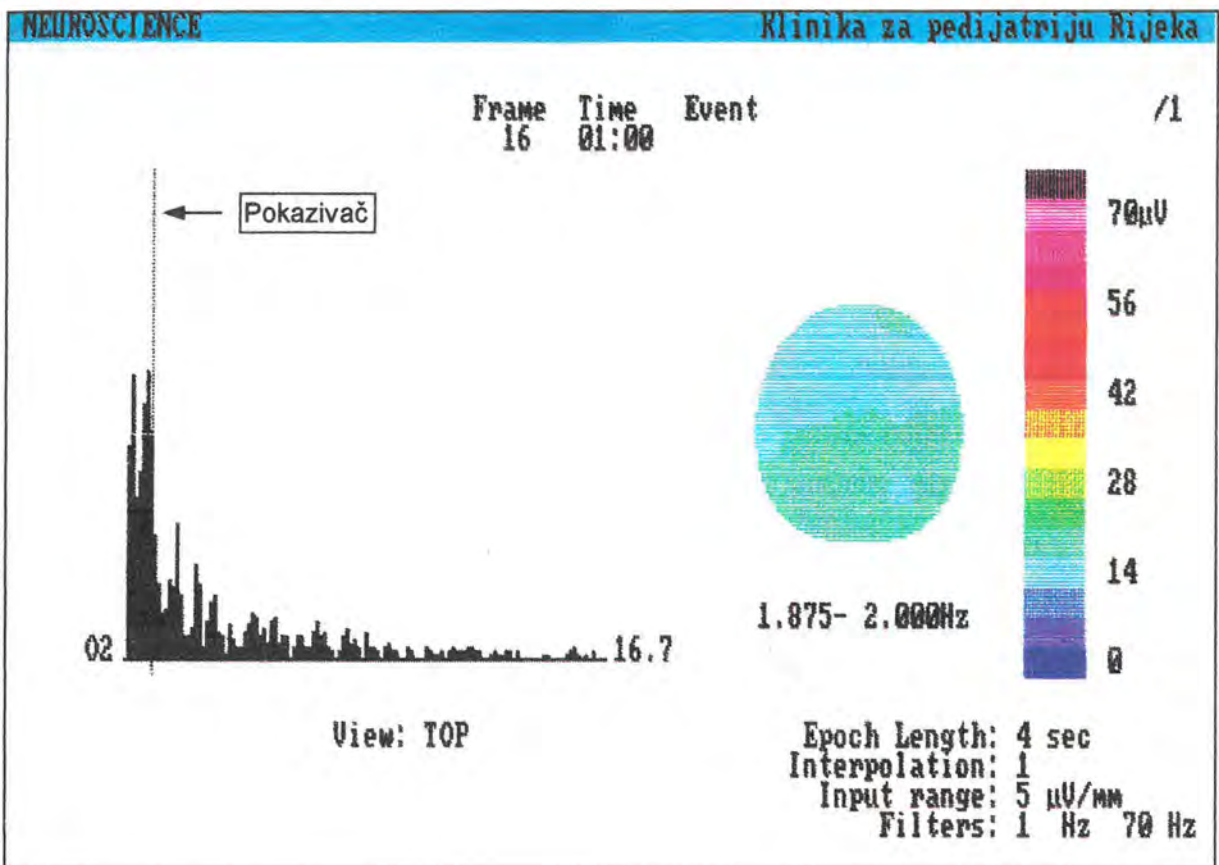 NEUROSCIENCE Klinika za pedijatriju Rijeka
Frame Time Event /1
16 01:00
Pokazivač
70µV
56
42
28
14
0
1.875- 2.000Hz
O2 16.7
View: TOP
Epoch Length: 4 sec
Interpolation: 1
Input range: 5 µV/mm
Filters: 1 Hz 70 Hz